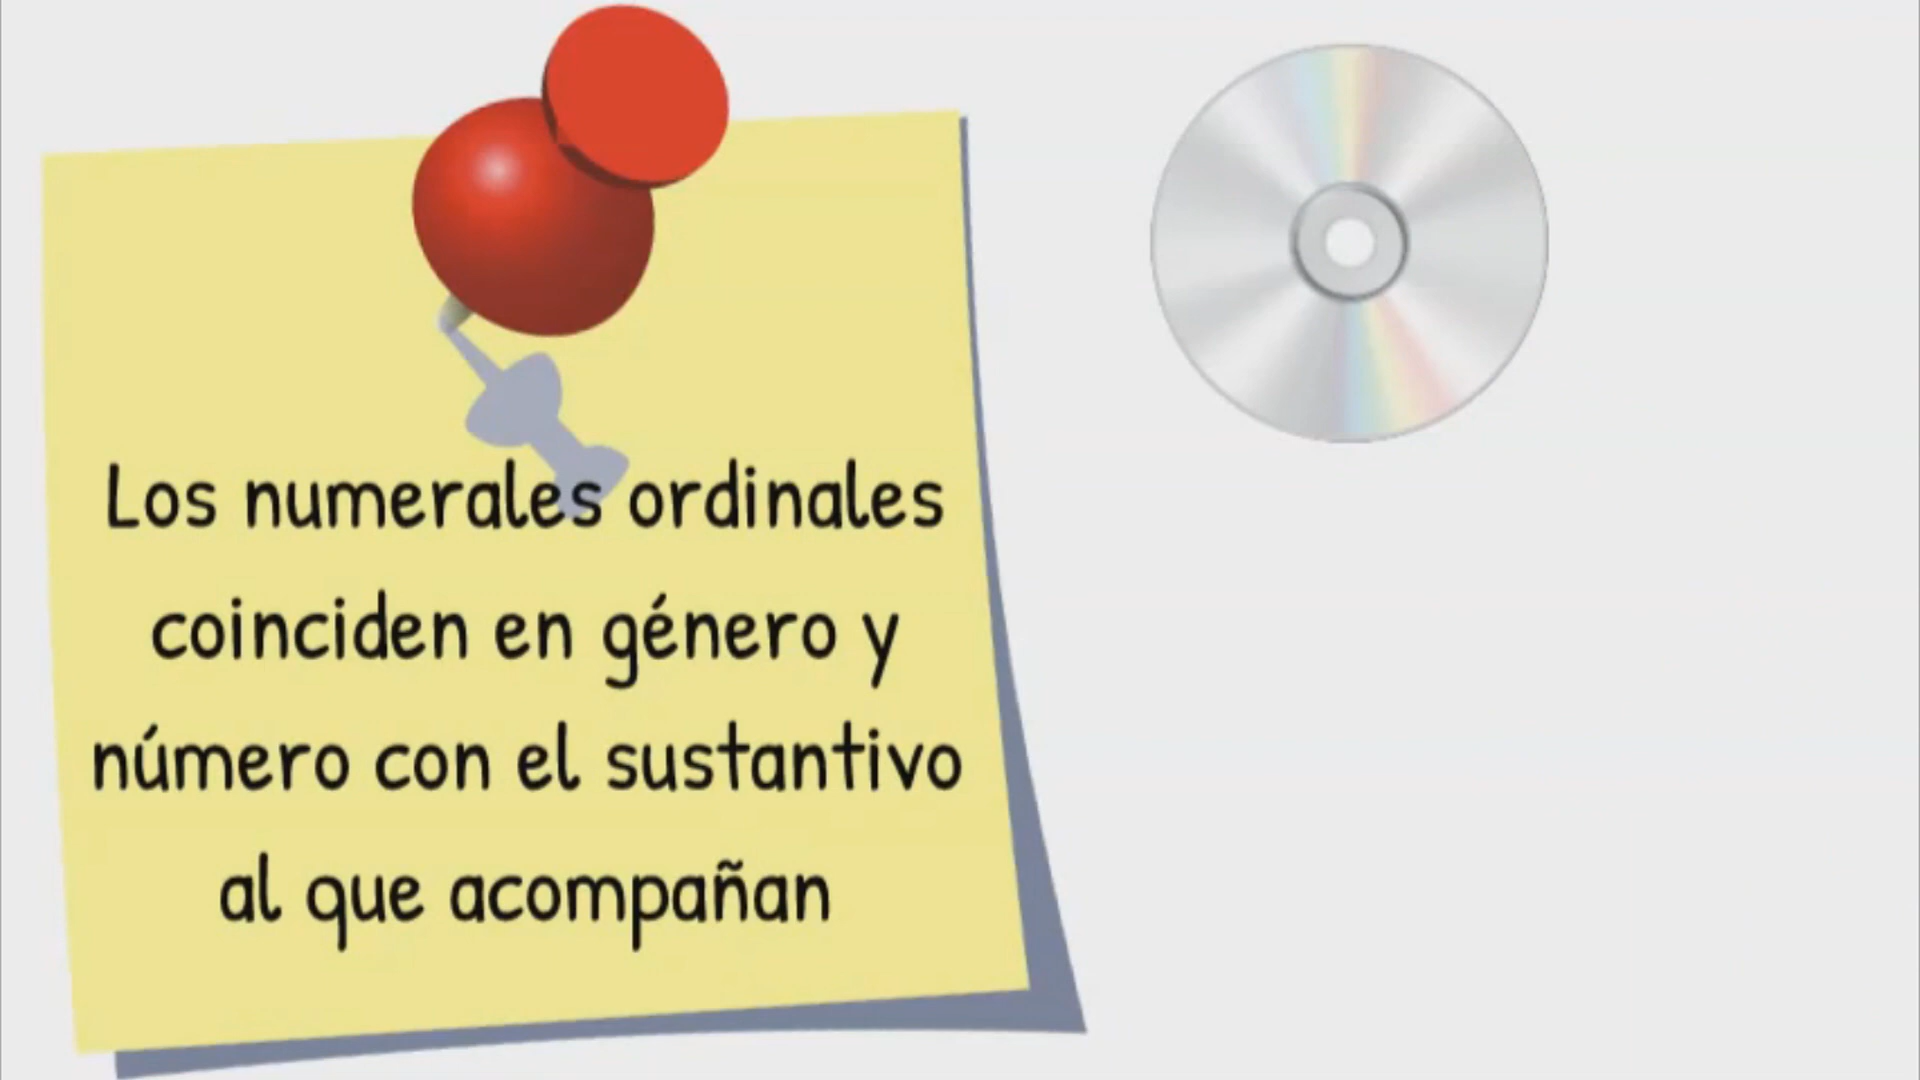 Los numerales ordinales
coinciden en género y
número con el sustantivo
al que acompañan